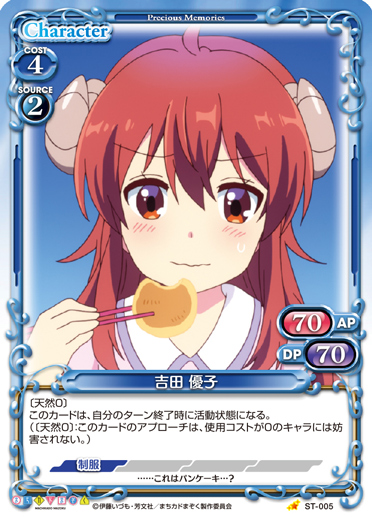 Precious Memories
Character
COST
4
SOURCE
2
70 AP
DP 70
吉田 優子
〔天然0〕
このカードは、自分のターン終了時に活動状態になる。
（〔天然0〕：このカードのアプローチは、使用コストが0のキャラには妨
害されない。）
制服
……これはパンケーキ…？
©伊藤いづも・芳文社／まちカドまぞく製作委員会
ST-005